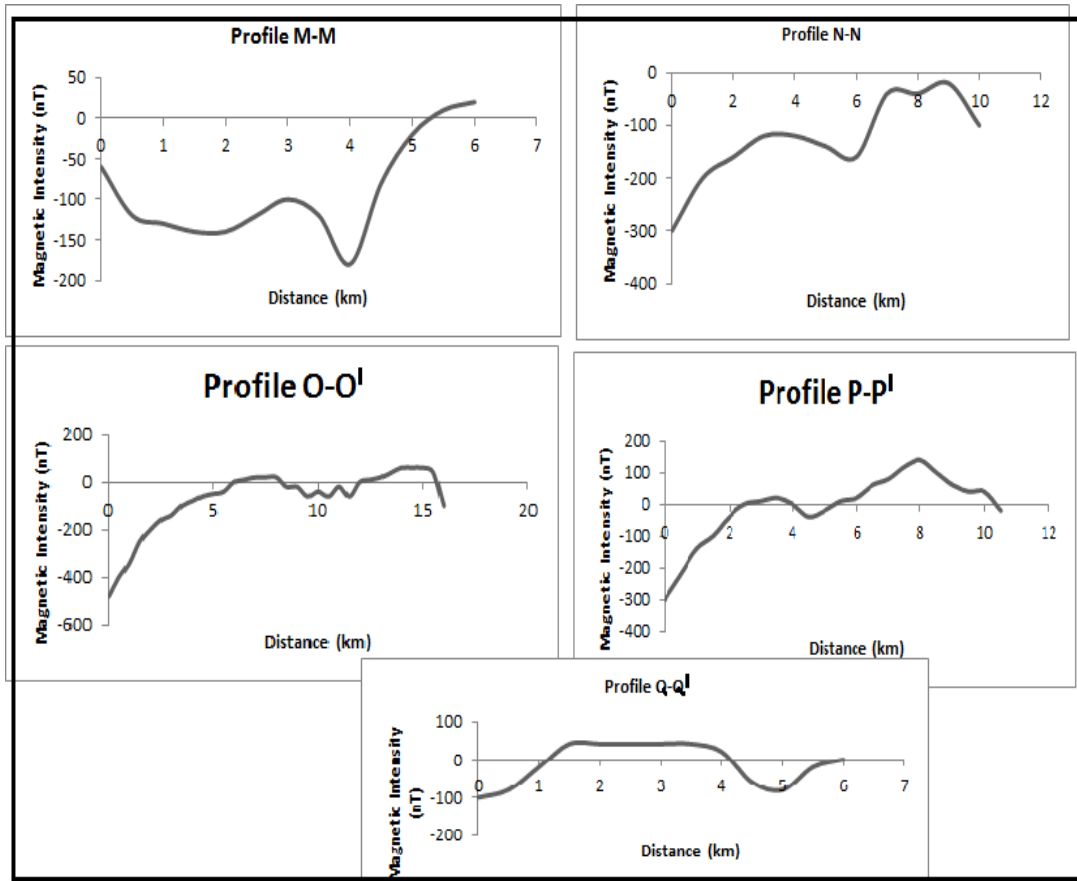 Profile M-M
Magnetic Intensity (nT)
50
0
-50
-100
-150
-200
0 1 2 3 4 5 6 7
Distance (km)
Profile N-N
Magnetic Intensity (nT)
0
-100
-200
-300
-400
0 2 4 6 8 10 12
Distance (km)
Profile O-O'
Magnetic Intensity (nT)
200
0
-200
-400
-600
0 5 10 15 20
Distance (km)
Profile P-P'
Magnetic Intensity (nT)
200
100
0
-100
-200
-300
-400
0 2 4 6 8 10 12
Distance (km)
Profile Q-Q'
Magnetic Intensity
(nT)
100
0
-100
-200
0 1 2 3 4 5 6 7
Distance (km)